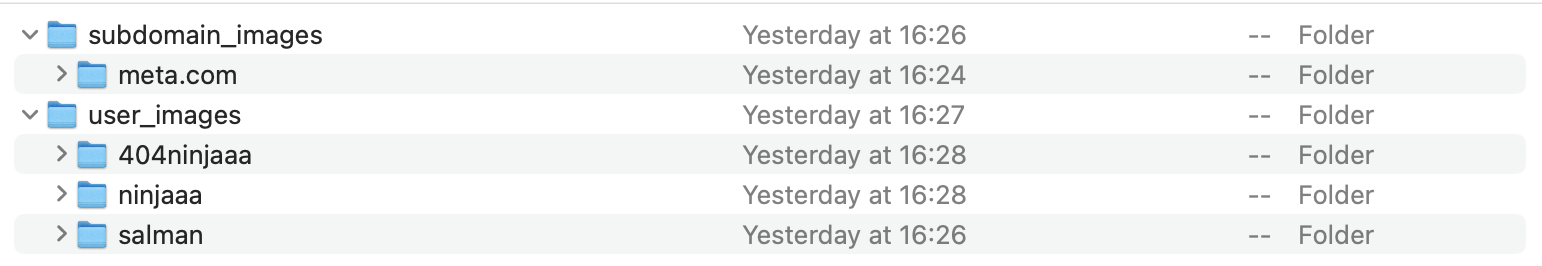 subdomain_images Yesterday at 16:26 -- Folder
meta.com Yesterday at 16:24 -- Folder
user_images Yesterday at 16:27 -- Folder
404ninjaaa Yesterday at 16:28 -- Folder
ninjaaa Yesterday at 16:28 -- Folder
salman Yesterday at 16:26 -- Folder